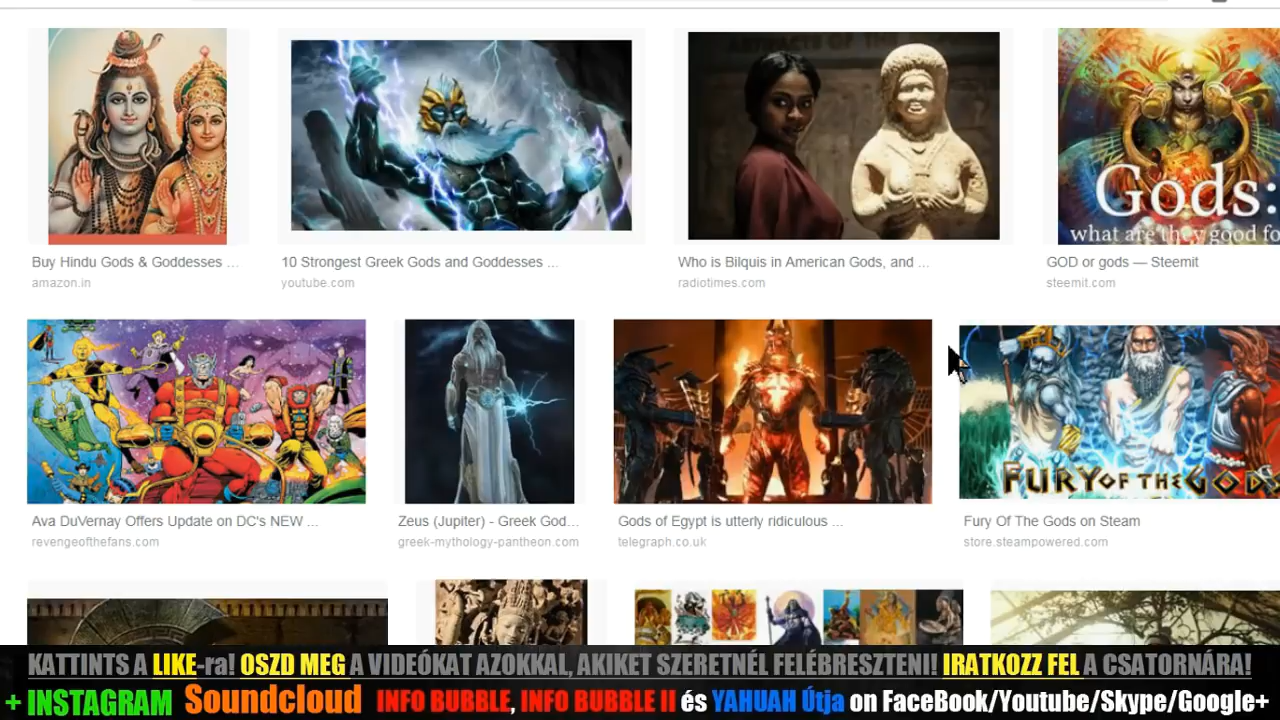 Gods:
what are they good fo
Buy Hindu Gods & Goddesses ...
amazon.in
10 Strongest Greek Gods and Goddesses ...
youtube.com
Who is Bilquis in American Gods, and ...
radiotimes.com
GOD or gods — Steemit
steemit.com
FURY OF THE GODS
Ava DuVernay Offers Update on DC's NEW ...
revengeofthefans.com
Zeus (Jupiter) - Greek God...
greek-mythology-pantheon.com
Gods of Egypt is utterly ridiculous ...
telegraph.co.uk
Fury Of The Gods on Steam
store.steampowered.com
KATTINTS A LIKE-ra! OSZD MEG A VIDEÓKAT AZOKKAL, AKIKET SZERETNÉL FELÉBRESZTENI! IRATKOZZ FEL A CSATORNÁRA!
+ INSTAGRAM Soundcloud INFO BUBBLE, INFO BUBBLE II és YAHUAH Útja on FaceBook/Youtube/Skype/Google+